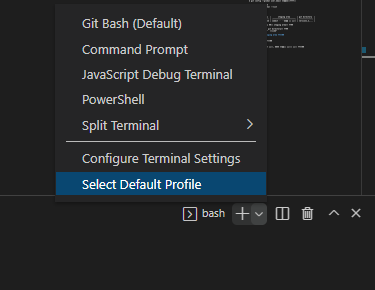 Git Bash (Default)
Command Prompt
JavaScript Debug Terminal
PowerShell
Split Terminal
Configure Terminal Settings
Select Default Profile
bash